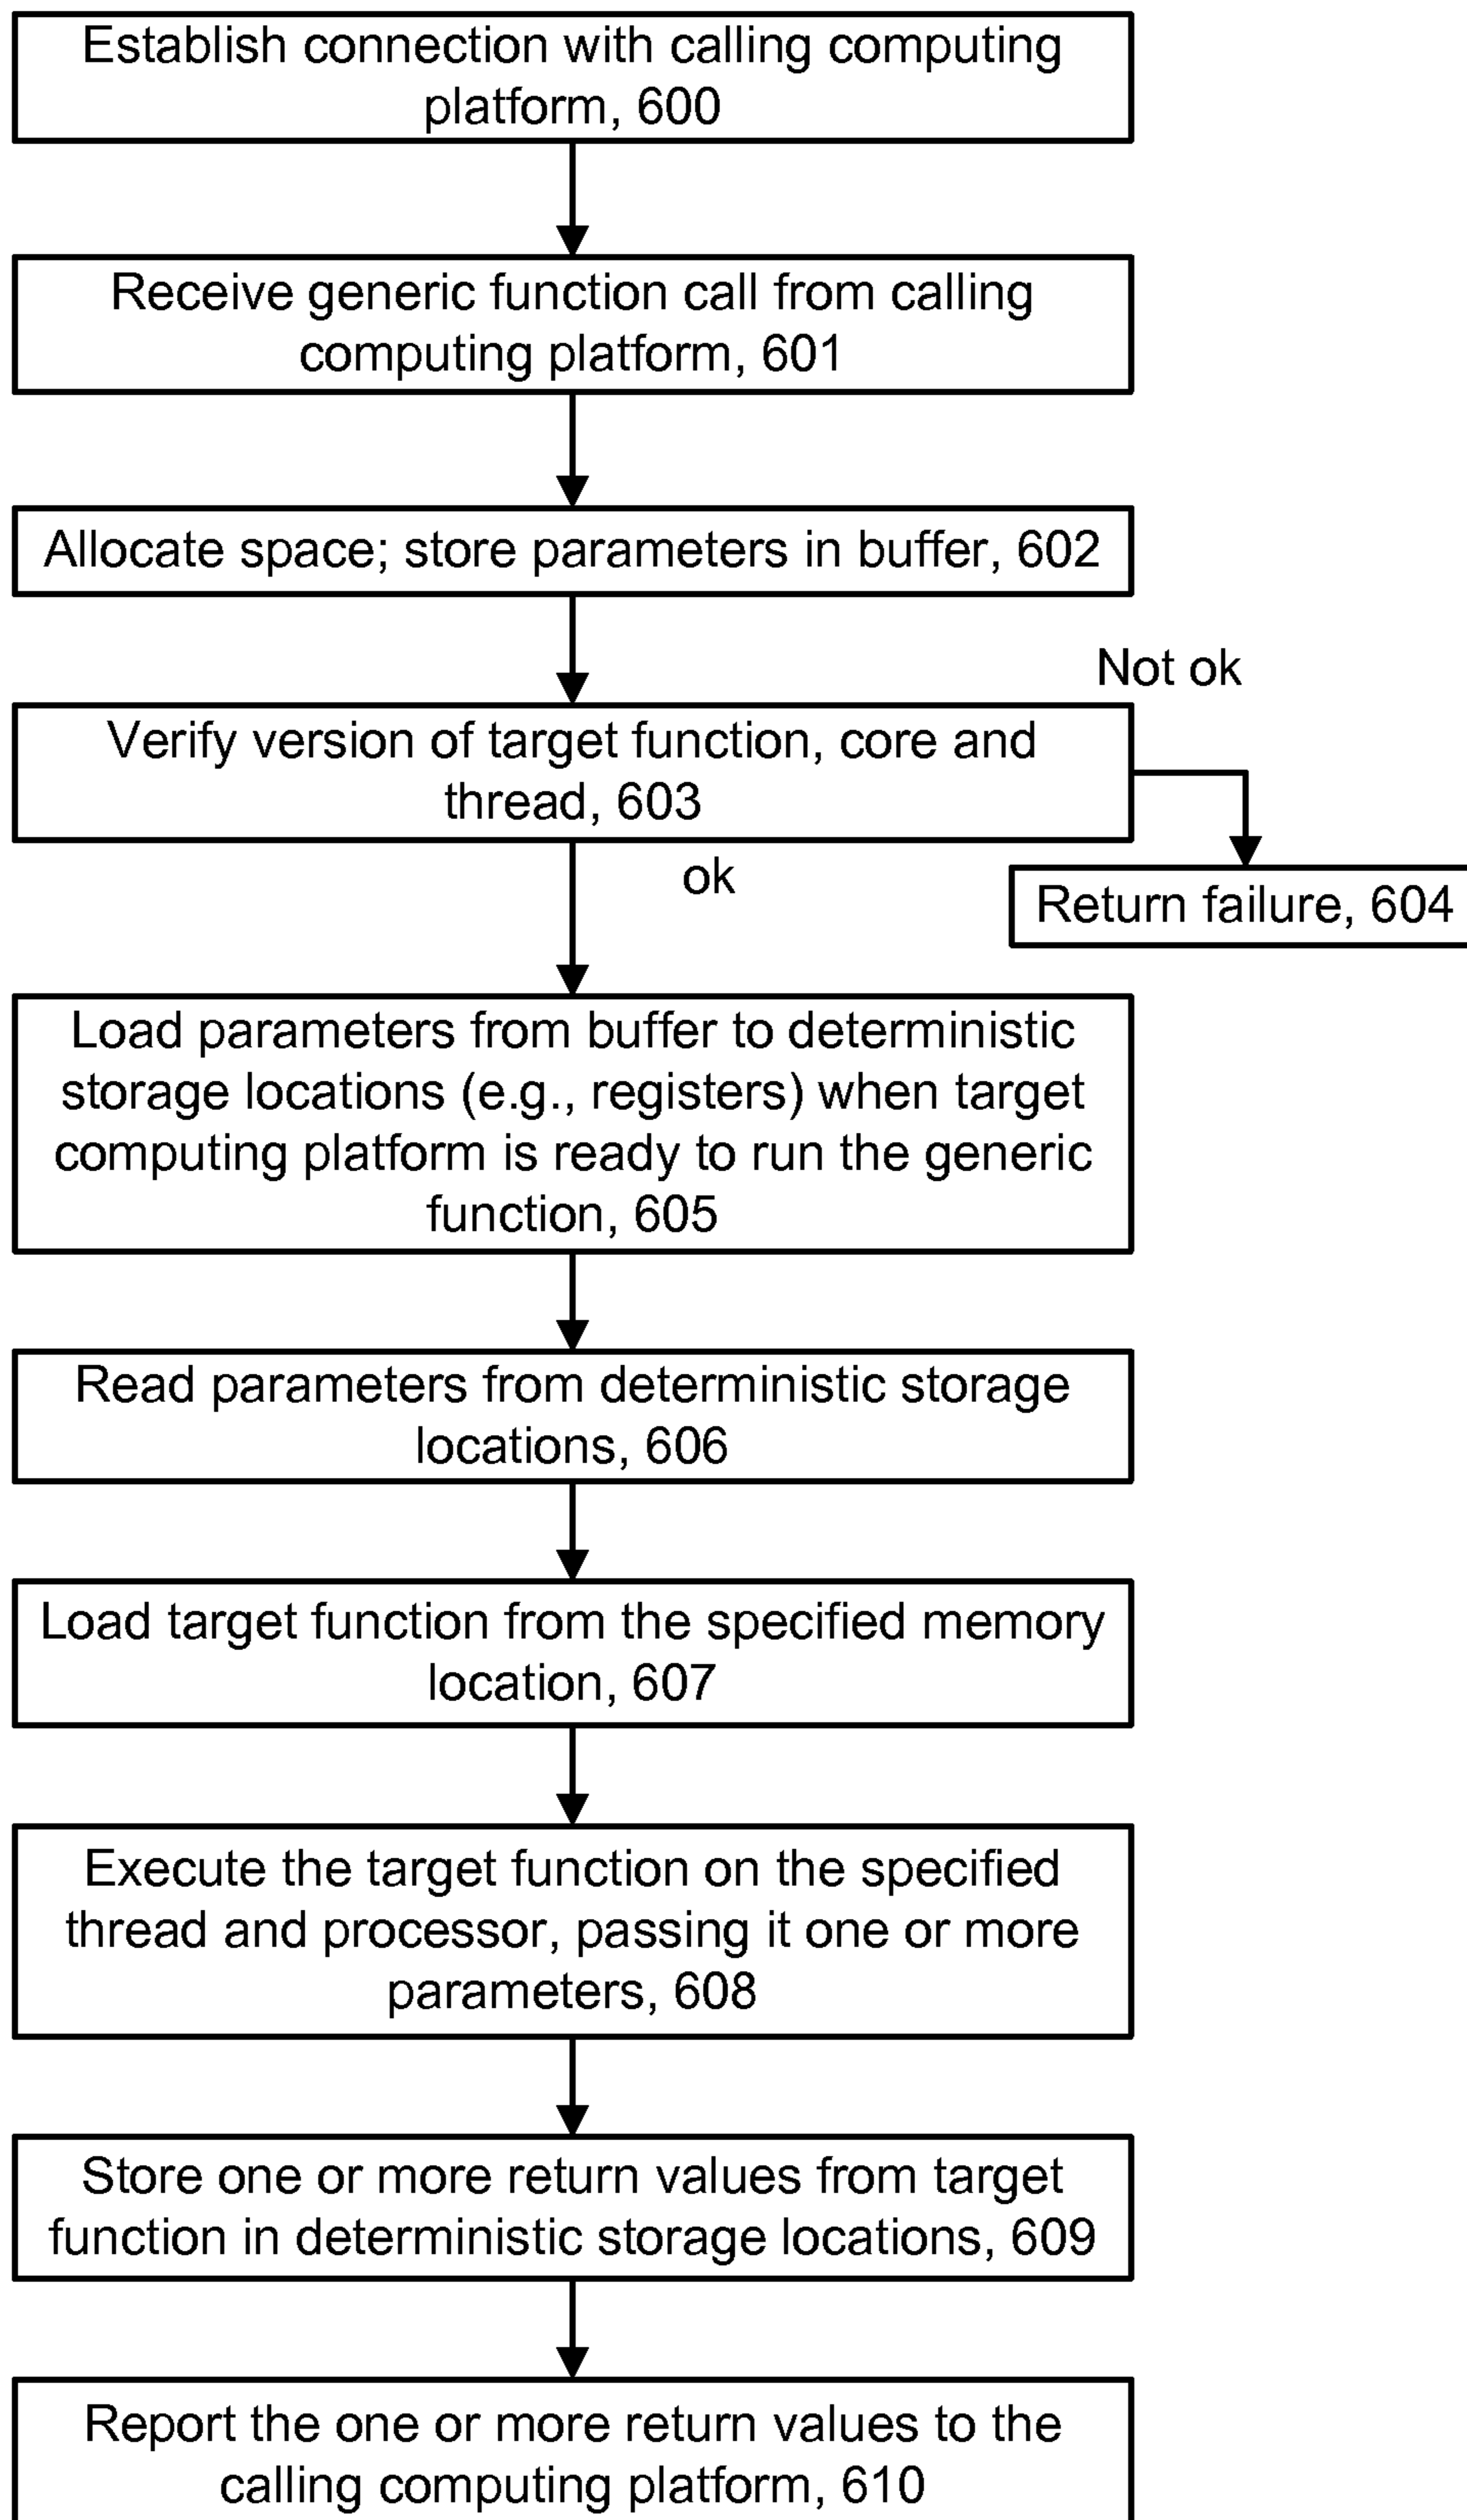 Establish connection with calling computing
platform, 600
Receive generic function call from calling
computing platform, 601
Allocate space; store parameters in buffer, 602
Not ok
Verify version of target function, core and
thread, 603
ok
Return failure, 604
Load parameters from buffer to deterministic
storage locations (e.g., registers) when target
computing platform is ready to run the generic
function, 605
Read parameters from deterministic storage
locations, 606
Load target function from the specified memory
location, 607
Execute the target function on the specified
thread and processor, passing it one or more
parameters, 608
Store one or more return values from target
function in deterministic storage locations, 609
Report the one or more return values to the
calling computing platform, 610